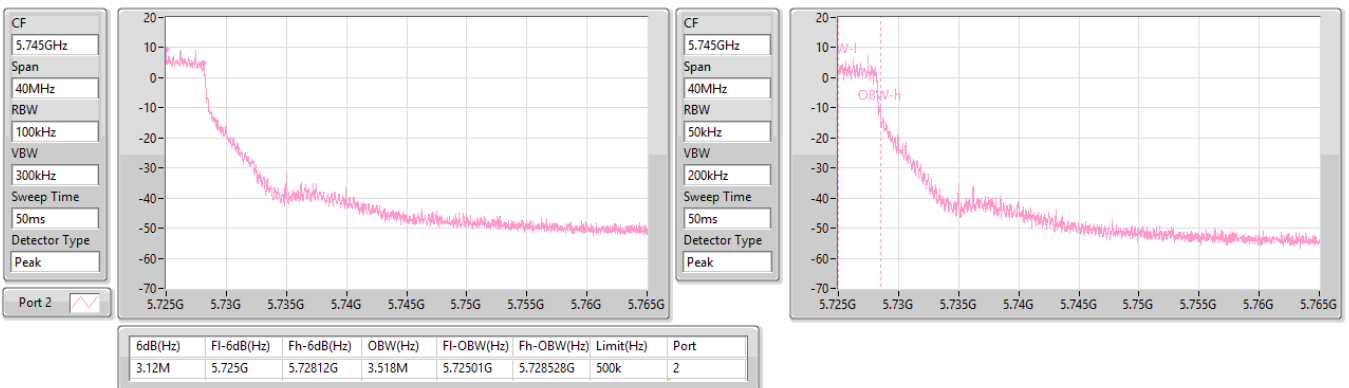 CF
5.745GHz
Span
40MHz
RBW
100kHz
VBW
300kHz
Sweep Time
50ms
Detector Type
Peak
Port 2
20
10
0
-10
-20
-30
-40
-50
-60
-70
5.725G 5.73G 5.735G 5.74G 5.745G 5.75G 5.755G 5.76G 5.765G
CF
5.745GHz
Span
40MHz
RBW
50kHz
VBW
200kHz
Sweep Time
50ms
Detector Type
Peak
20
10
0
-10
-20
-30
-40
-50
-60
-70
W-l
OBW-h
5.725G 5.73G 5.735G 5.74G 5.745G 5.75G 5.755G 5.76G 5.765G
6dB(Hz) Fl-6dB(Hz) Fh-6dB(Hz) OBW(Hz) Fl-OBW(Hz) Fh-OBW(Hz) Limit(Hz) Port
3.12M 5.725G 5.72812G 3.518M 5.72501G 5.728528G 500k 2